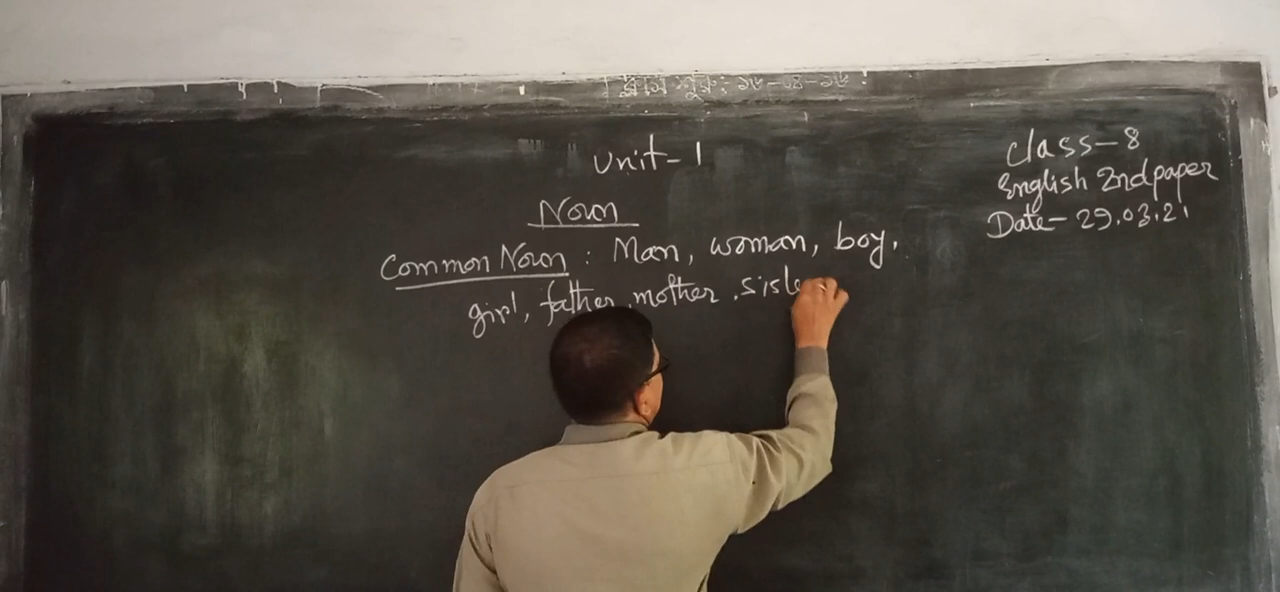 Unit-1
Class-8
English 2nd paper
Date-29.03.21
Noun
Common Noun : Man, woman, boy,
girl, father, mother, siste